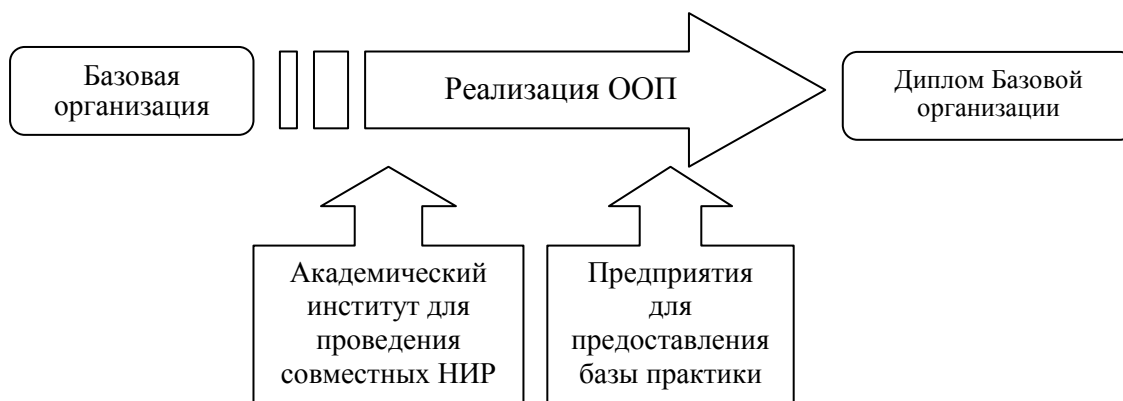 Базовая
организация
Реализация ООП
Диплом Базовой
организации
Академический
институт для
проведения
совместных НИР
Предприятия
для
предоставления
базы практики